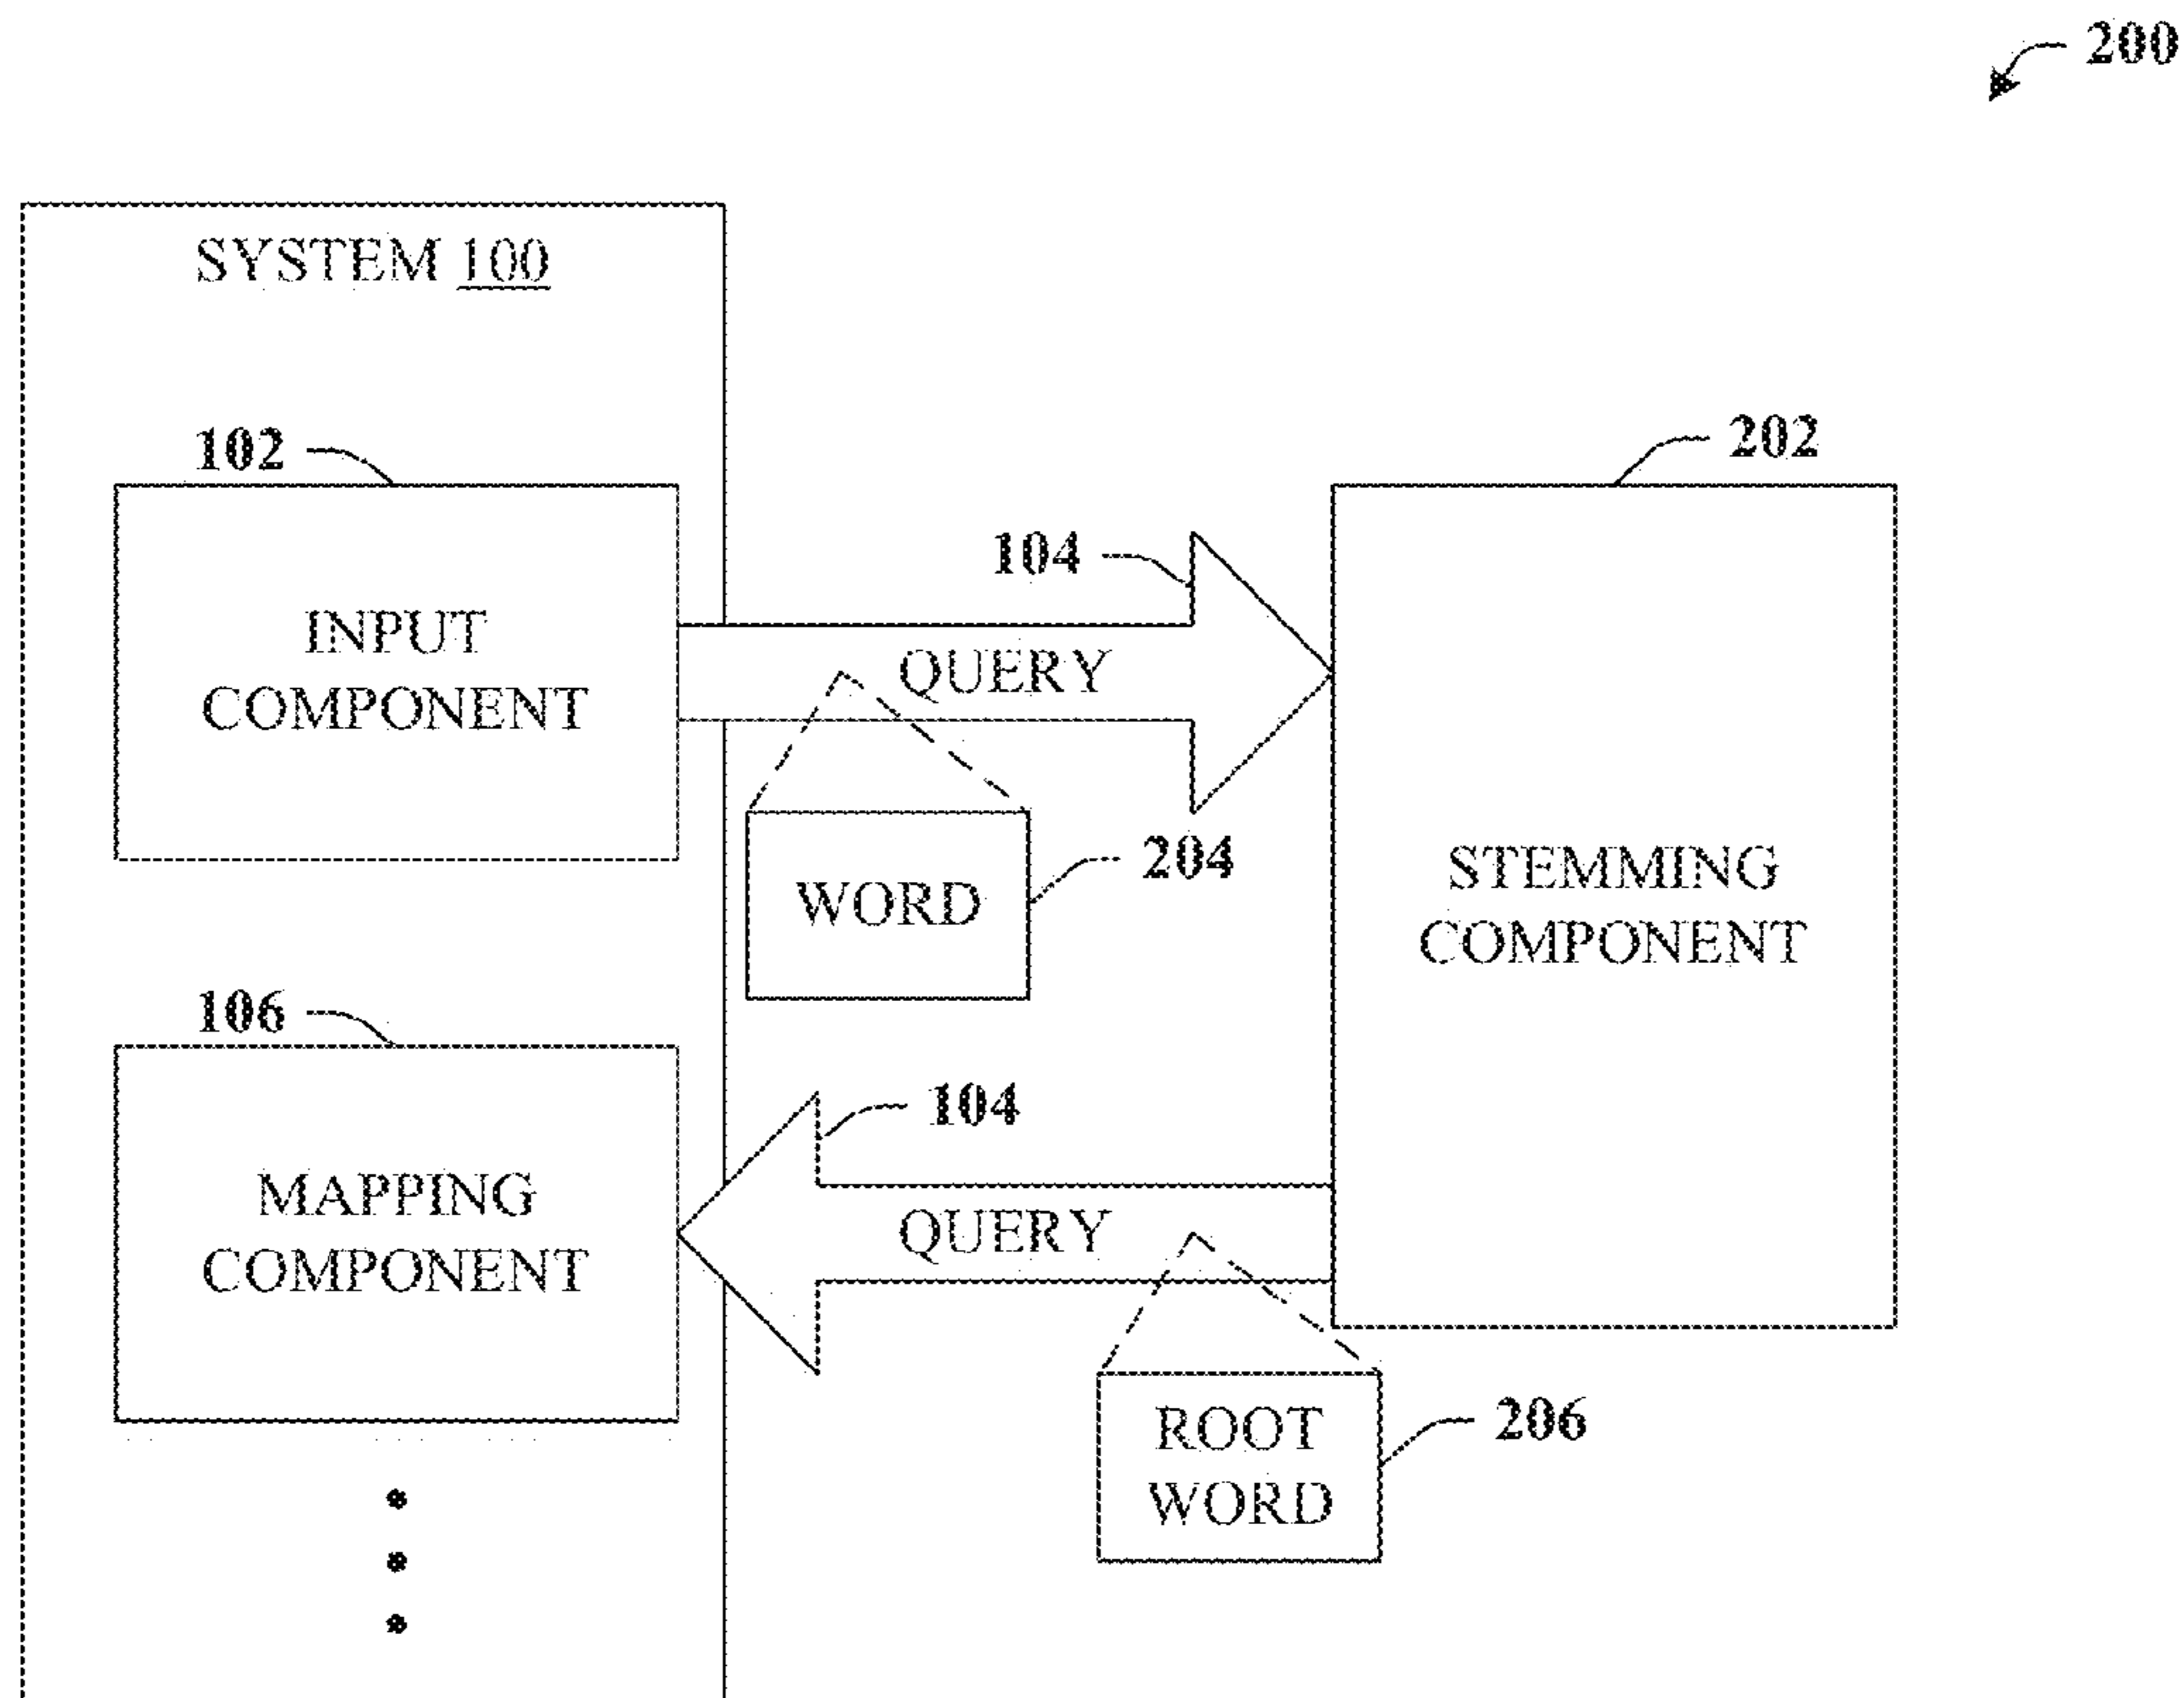 200
SYSTEM 100
102
202
104
INPUT
COMPONENT
QUERY
WORD
204
STEMMING
COMPONENT
106
104
MAPPING
COMPONENT
QUERY
ROOT
WORD
206